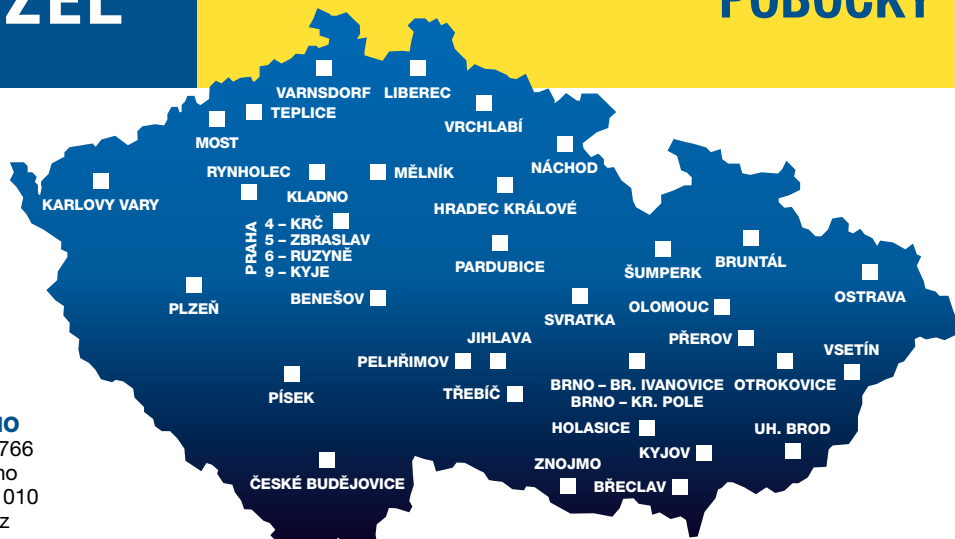 ZEL
POBOČKY
VARNSDORF
LIBEREC
TEPLICE
VRCHLABÍ
MOST
NÁCHOD
RYNHOLEC
MĚLNÍK
KLADNO
KARLOVY VARY
HRADEC KRÁLOVÉ
PRAHA
4 – KRČ
5 – ZBRASLAV
6 – RUZYNĚ
9 – KYJE
PARDUBICE
ŠUMPERK
BRUNTÁL
OSTRAVA
PLZEŇ
BENEŠOV
SVRATKA
OLOMOUC
PŘEROV
JIHLAVA
VSETÍN
PELHŘIMOV
PÍSEK
TŘEBÍČ
BRNO – BR. IVANOVICE
BRNO – KR. POLE
OTROKOVICE
HOLASICE
UH. BROD
KYJOV
ZNOJMO
BŘECLAV
ČESKÉ BUDĚJOVICE
766
010
z